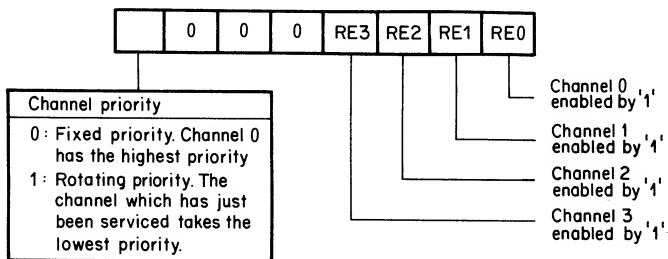 0 0 0 RE3 RE2 RE1 RE0
Channel priority
0: Fixed priority. Channel 0
has the highest priority
1: Rotating priority. The
channel which has just
been serviced takes the
lowest priority.
Channel 0
enabled by '1'
Channel 1
enabled by '1'
Channel 2
enabled by '1'
Channel 3
enabled by '1'